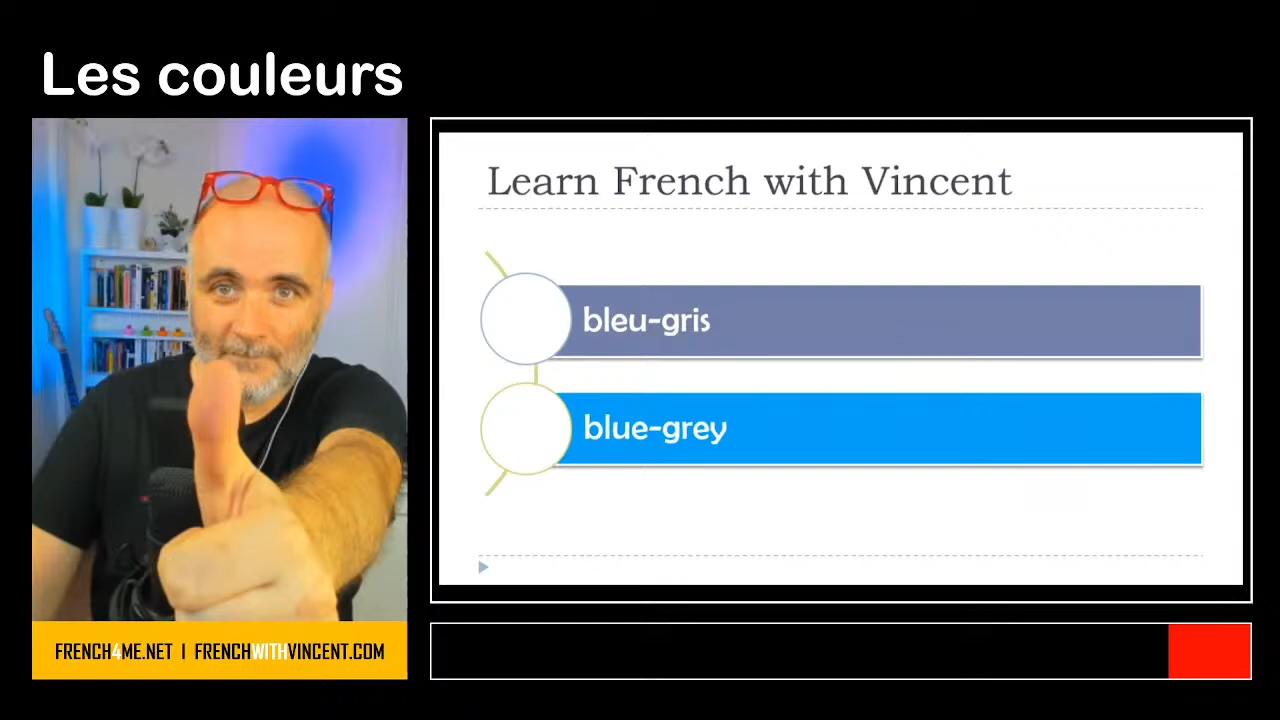 Les couleurs
Learn French with Vincent
bleu-gris
blue-grey
FRENCH4ME.NET | FRENCHWITHVINCENT.COM